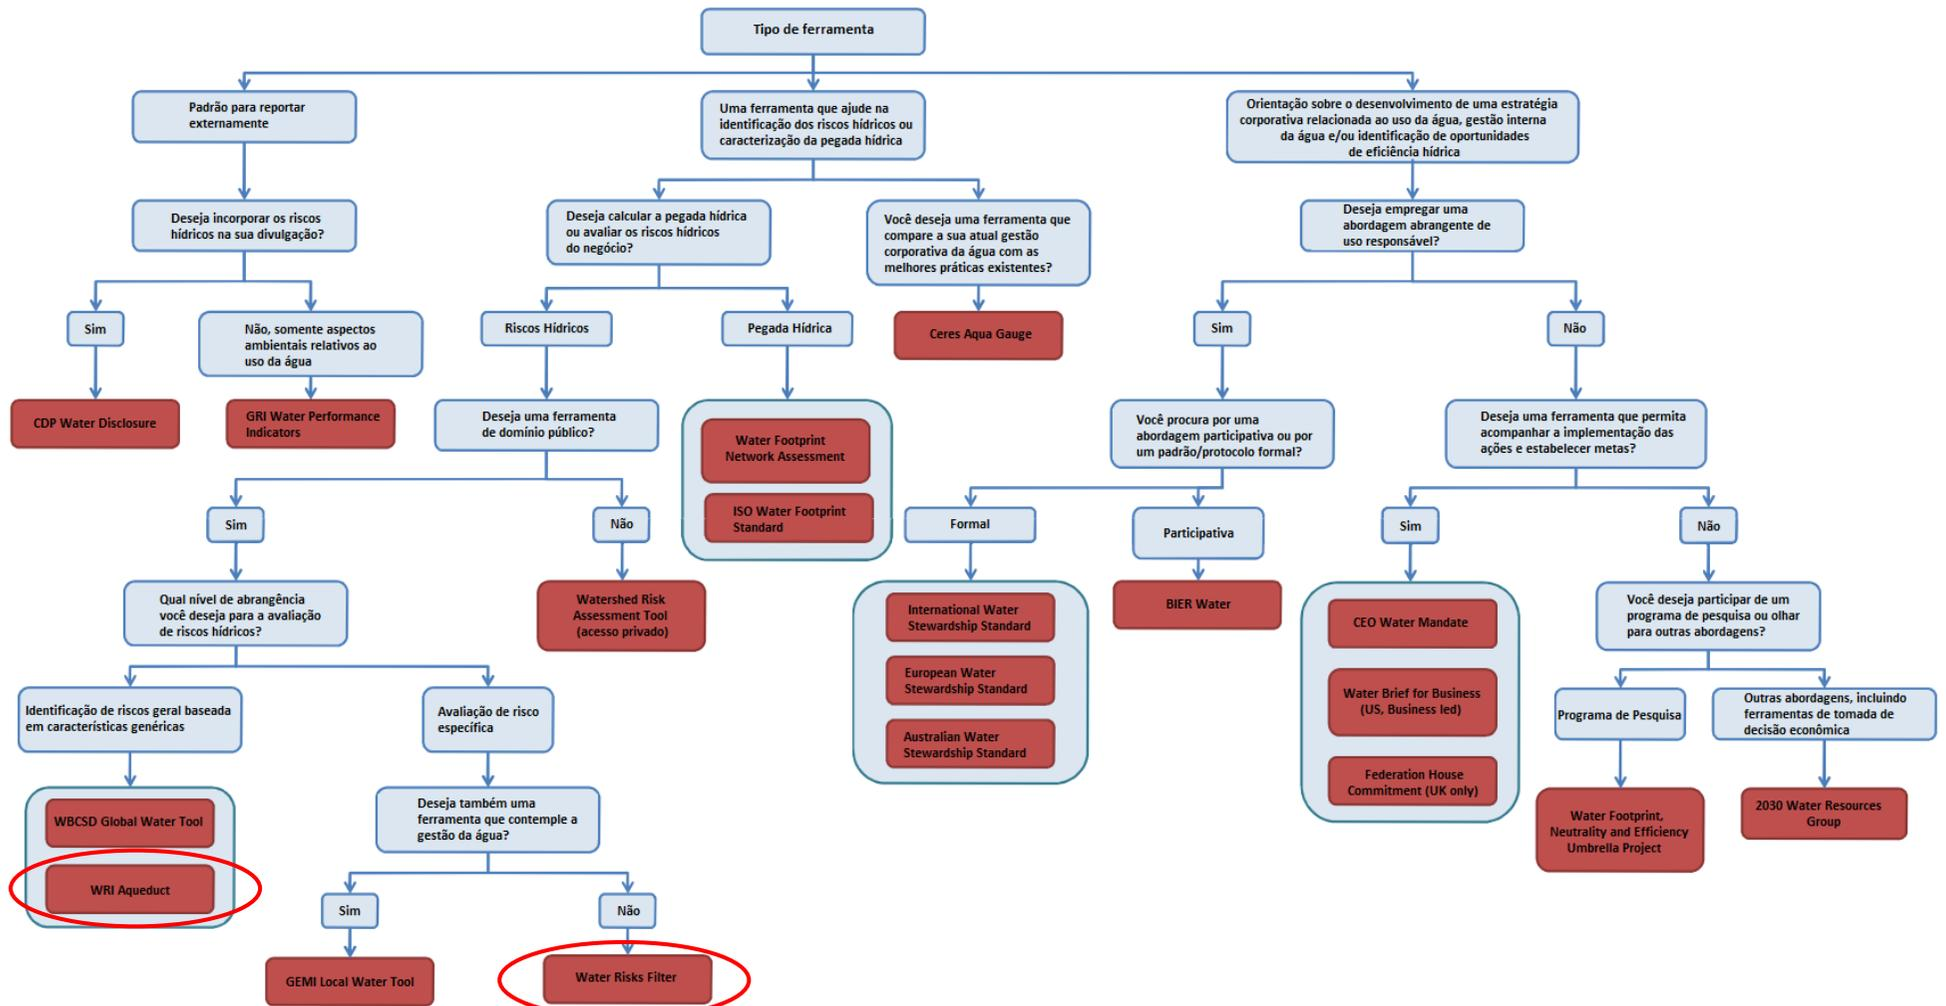 Tipo de ferramenta
Padrão para reportar
externamente
Uma ferramenta que ajude na
identificação dos riscos hídricos ou
caracterização da pegada hídrica
Orientação sobre o desenvolvimento de uma estratégia
corporativa relacionada ao uso da água, gestão interna
da água e/ou identificação de oportunidades
de eficiência hídrica
Deseja incorporar os riscos
hídricos na sua divulgação?
Deseja calcular a pegada hídrica
ou avaliar os riscos hídricos
do negócio?
Você deseja uma ferramenta que
compare a sua atual gestão
corporativa da água com as
melhores práticas existentes?
Deseja empregar uma
abordagem abrangente de
uso responsável?
Sim
Não, somente aspectos
ambientais relativos ao
uso da água
Riscos Hídricos
Pegada Hídrica
Ceres Aqua Gauge
Sim
Não
CDP Water Disclosure
GRI Water Performance
Indicators
Deseja uma ferramenta
de domínio público?
Water Footprint
Network Assessment
ISO Water Footprint
Standard
Você procura por uma
abordagem participativa ou por
um padrão/protocolo formal?
Deseja uma ferramenta que permita
acompanhar a implementação das
ações e estabelecer metas?
Sim
Não
Formal
Participativa
Sim
Não
Qual nível de abrangência
você deseja para a avaliação
de riscos hídricos?
Watershed Risk
Assessment Tool
(acesso privado)
International Water
Stewardship Standard
European Water
Stewardship Standard
Australian Water
Stewardship Standard
BIER Water
CEO Water Mandate
Water Brief for Business
(US, Business led)
Federation House
Commitment (UK only)
Você deseja participar de um
programa de pesquisa ou olhar
para outras abordagens?
Identificação de riscos geral baseada
em características genéricas
Avaliação de risco
específica
Programa de Pesquisa
Outras abordagens, incluindo
ferramentas de tomada de
decisão econômica
WBCSD Global Water Tool
WRI Aqueduct
Deseja também uma
ferramenta que contemple a
gestão da água?
Water Footprint,
Neutrality and Efficiency
Umbrella Project
2030 Water Resources
Group
Sim
Não
GEMI Local Water Tool
Water Risks Filter